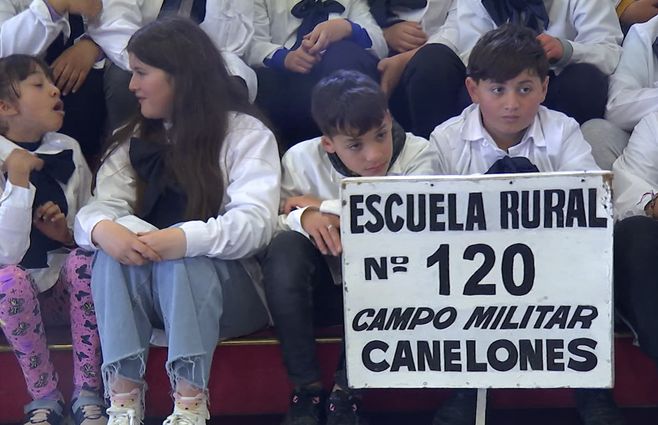 ESCUELA RURAL
Nº 120
CAMPO MILITAR
CANELONES